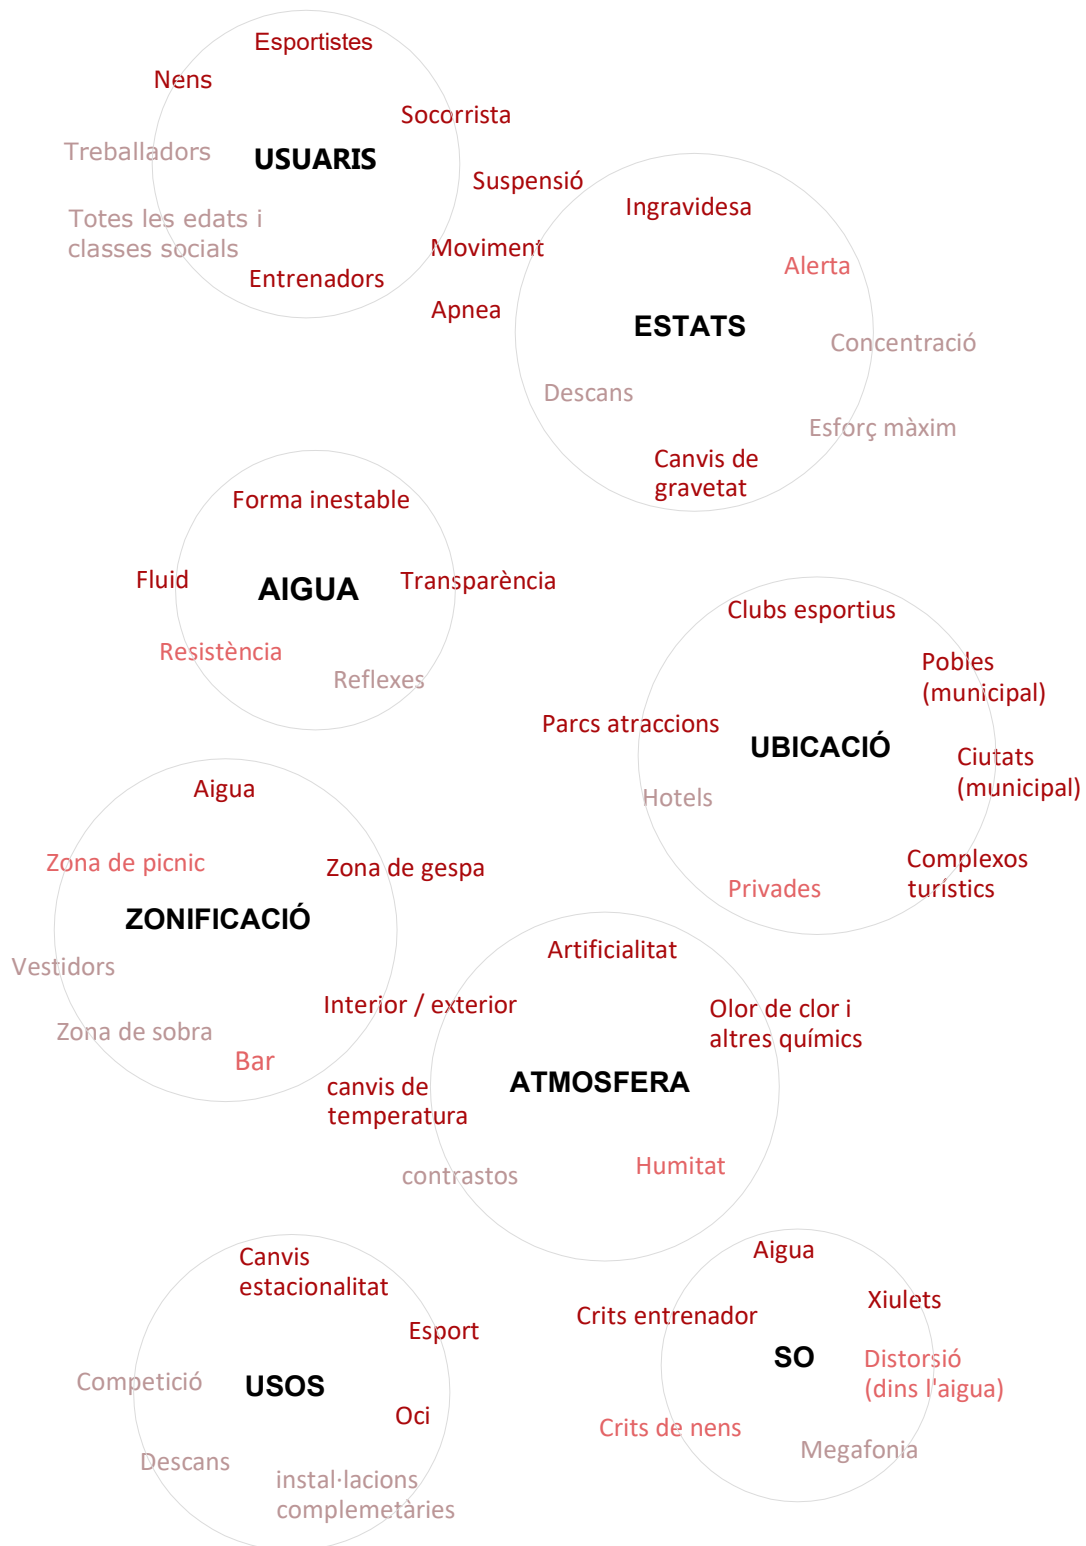 Esportistes
Nens
Socorrista
Treballadors
USUARIS
Totes les edats i
classes socials
Entrenadors
Suspensió
Ingravidesa
Moviment
Alerta
Apnea
ESTATS
Concentració
Descans
Esforç màxim
Canvis de
gravetat
Forma inestable
Fluid
AIGUA
Transparència
Resistència
Reflexes
Clubs esportius
Pobles
(municipal)
Parcs atraccions
UBICACIÓ
Ciutats
(municipal)
Hotels
Complexos
turístics
Privades
Aigua
Zona de picnic
Zona de gespa
ZONIFICACIÓ
Vestidors
Interior / exterior
Zona de sobra
Bar
Artificialitat
Olor de clor i
altres químics
ATMOSFERA
canvis de
temperatura
contrastos
Humitat
Canvis
estacionalitat
Esport
Competició
USOS
Oci
Descans
instal·lacions
complemetàries
Aigua
Xiulets
Crits entrenador
SO
Distorsió
(dins l'aigua)
Crits de nens
Megafonia